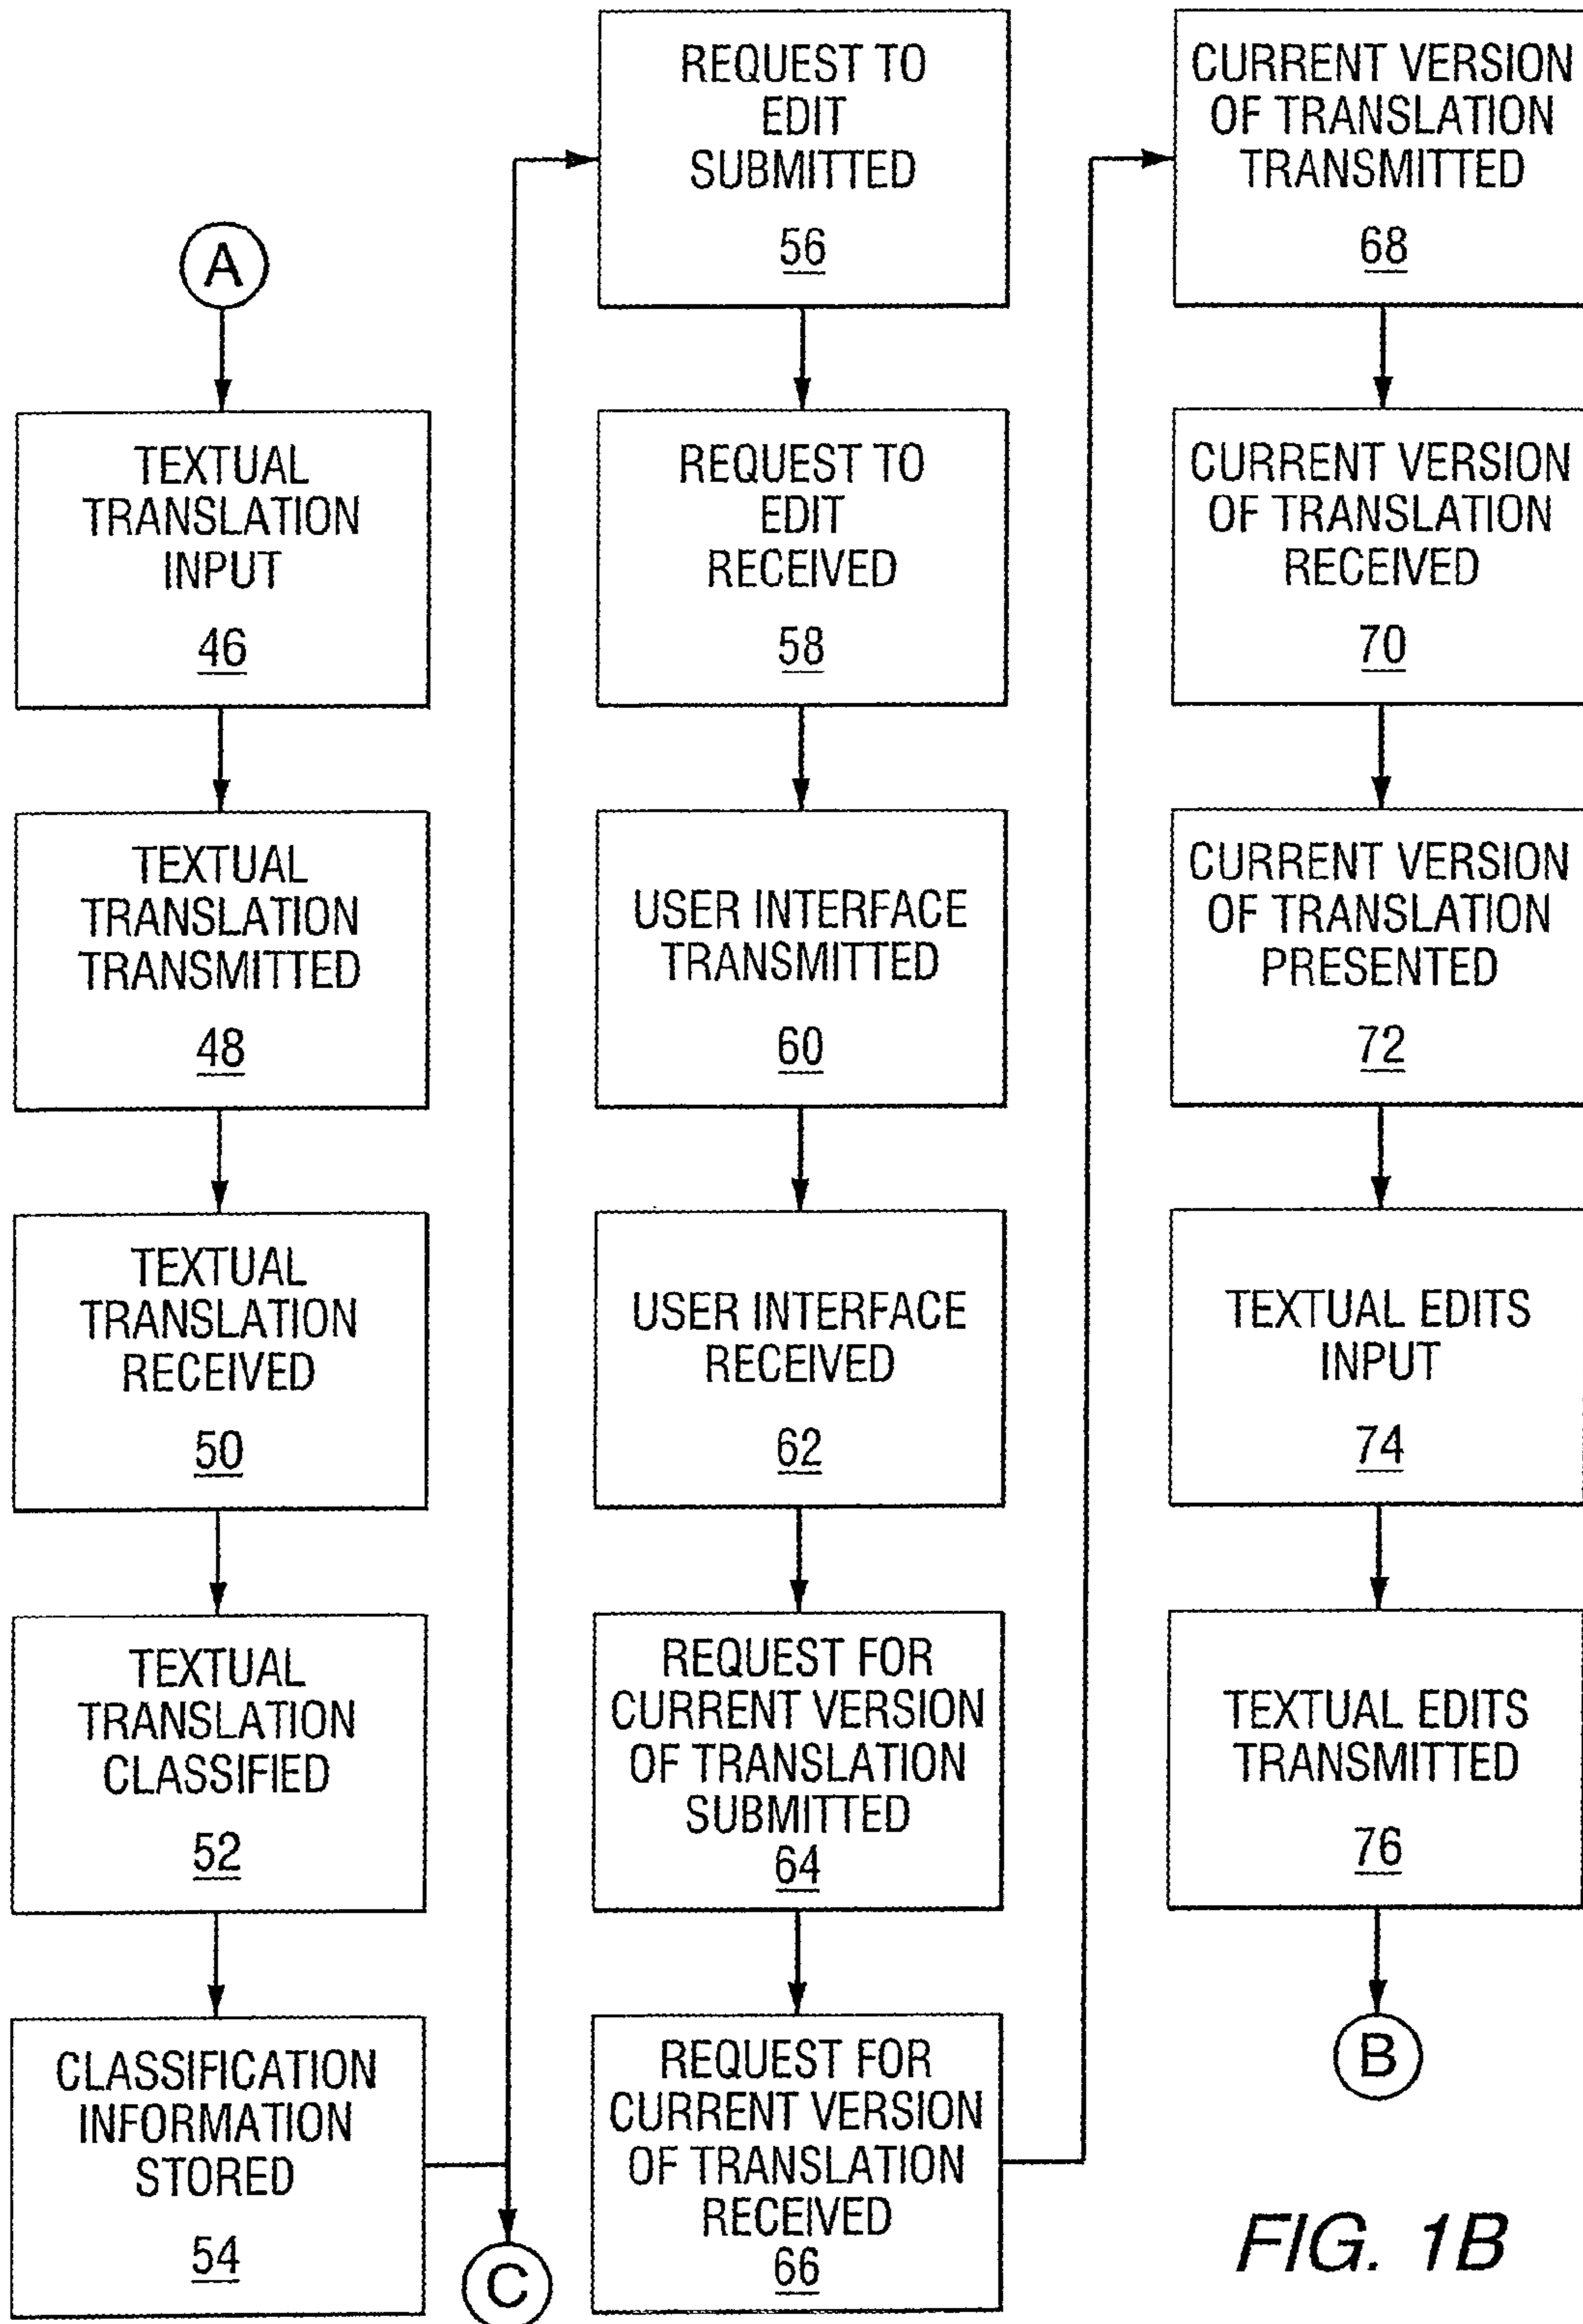 A
TEXTUAL
TRANSLATION
INPUT
46
TEXTUAL
TRANSLATION
TRANSMITTED
48
TEXTUAL
TRANSLATION
RECEIVED
50
TEXTUAL
TRANSLATION
CLASSIFIED
52
CLASSIFICATION
INFORMATION
STORED
54
C
REQUEST TO
EDIT
SUBMITTED
56
REQUEST TO
EDIT
RECEIVED
58
USER INTERFACE
TRANSMITTED
60
USER INTERFACE
RECEIVED
62
REQUEST FOR
CURRENT VERSION
OF TRANSLATION
SUBMITTED
64
REQUEST FOR
CURRENT VERSION
OF TRANSLATION
RECEIVED
66
CURRENT VERSION
OF TRANSLATION
TRANSMITTED
68
CURRENT VERSION
OF TRANSLATION
RECEIVED
70
CURRENT VERSION
OF TRANSLATION
PRESENTED
72
TEXTUAL EDITS
INPUT
74
TEXTUAL EDITS
TRANSMITTED
76
B
FIG. 1B